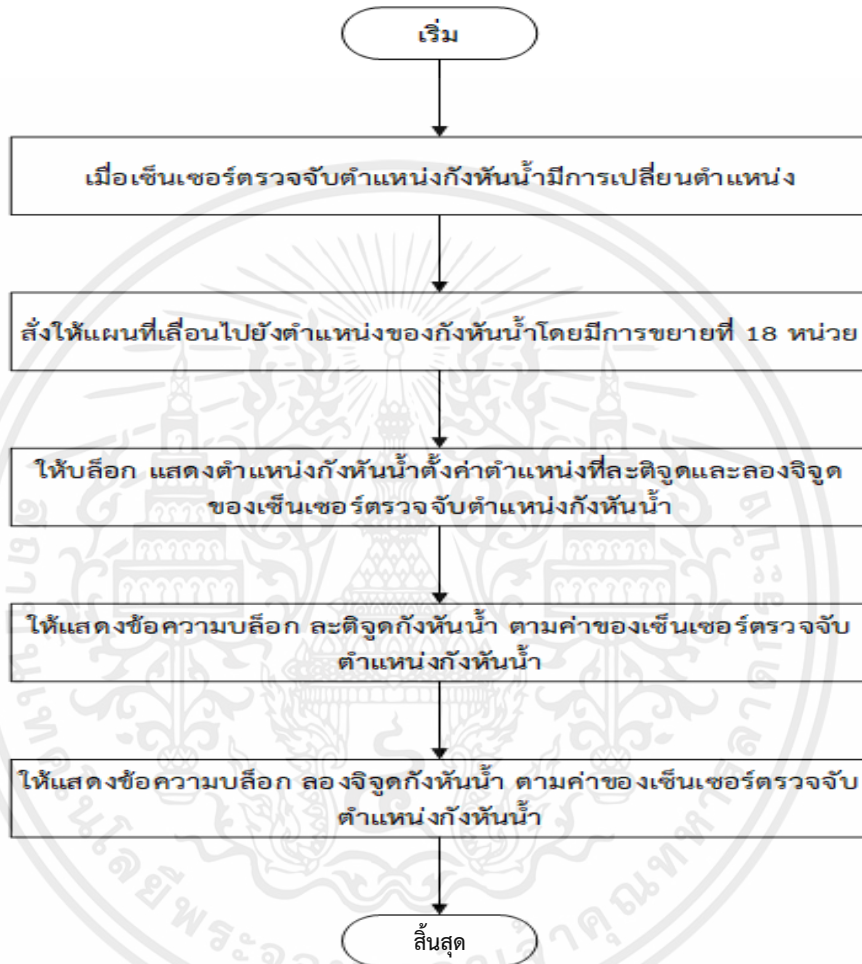 เริ่ม
เมื่อเซ็นเซอร์ตรวจจับตำแหน่งกังหันน้ำมีการเปลี่ยนตำแหน่ง
สั่งให้แผนที่เลื่อนไปยังตำแหน่งของกังหันน้ำโดยมีการขยายที่ 18 หน่วย
ให้บล็อก แสดงตำแหน่งกังหันน้ำตั้งค่าตำแหน่งที่ละติจูดและลองจิจูด
ของเซ็นเซอร์ตรวจจับตำแหน่งกังหันน้ำ
ให้แสดงข้อความบล็อก ละติจูดกังหันน้ำ ตามค่าของเซ็นเซอร์ตรวจจับ
ตำแหน่งกังหันน้ำ
ให้แสดงข้อความบล็อก ลองจิจูดกังหันน้ำ ตามค่าของเซ็นเซอร์ตรวจจับ
ตำแหน่งกังหันน้ำ
สิ้นสุด